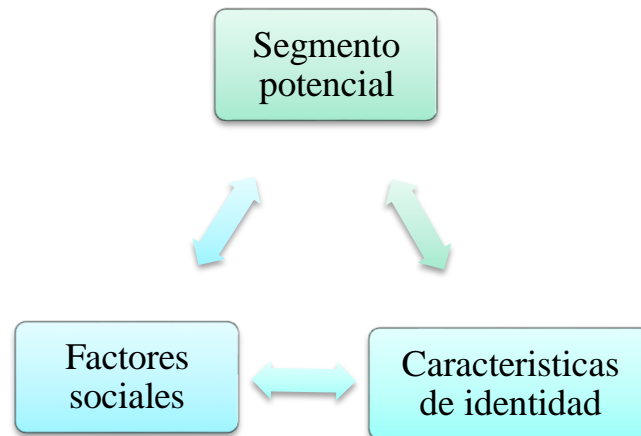 Segmento
potencial
Factores
sociales
Caracteristicas
de identidad